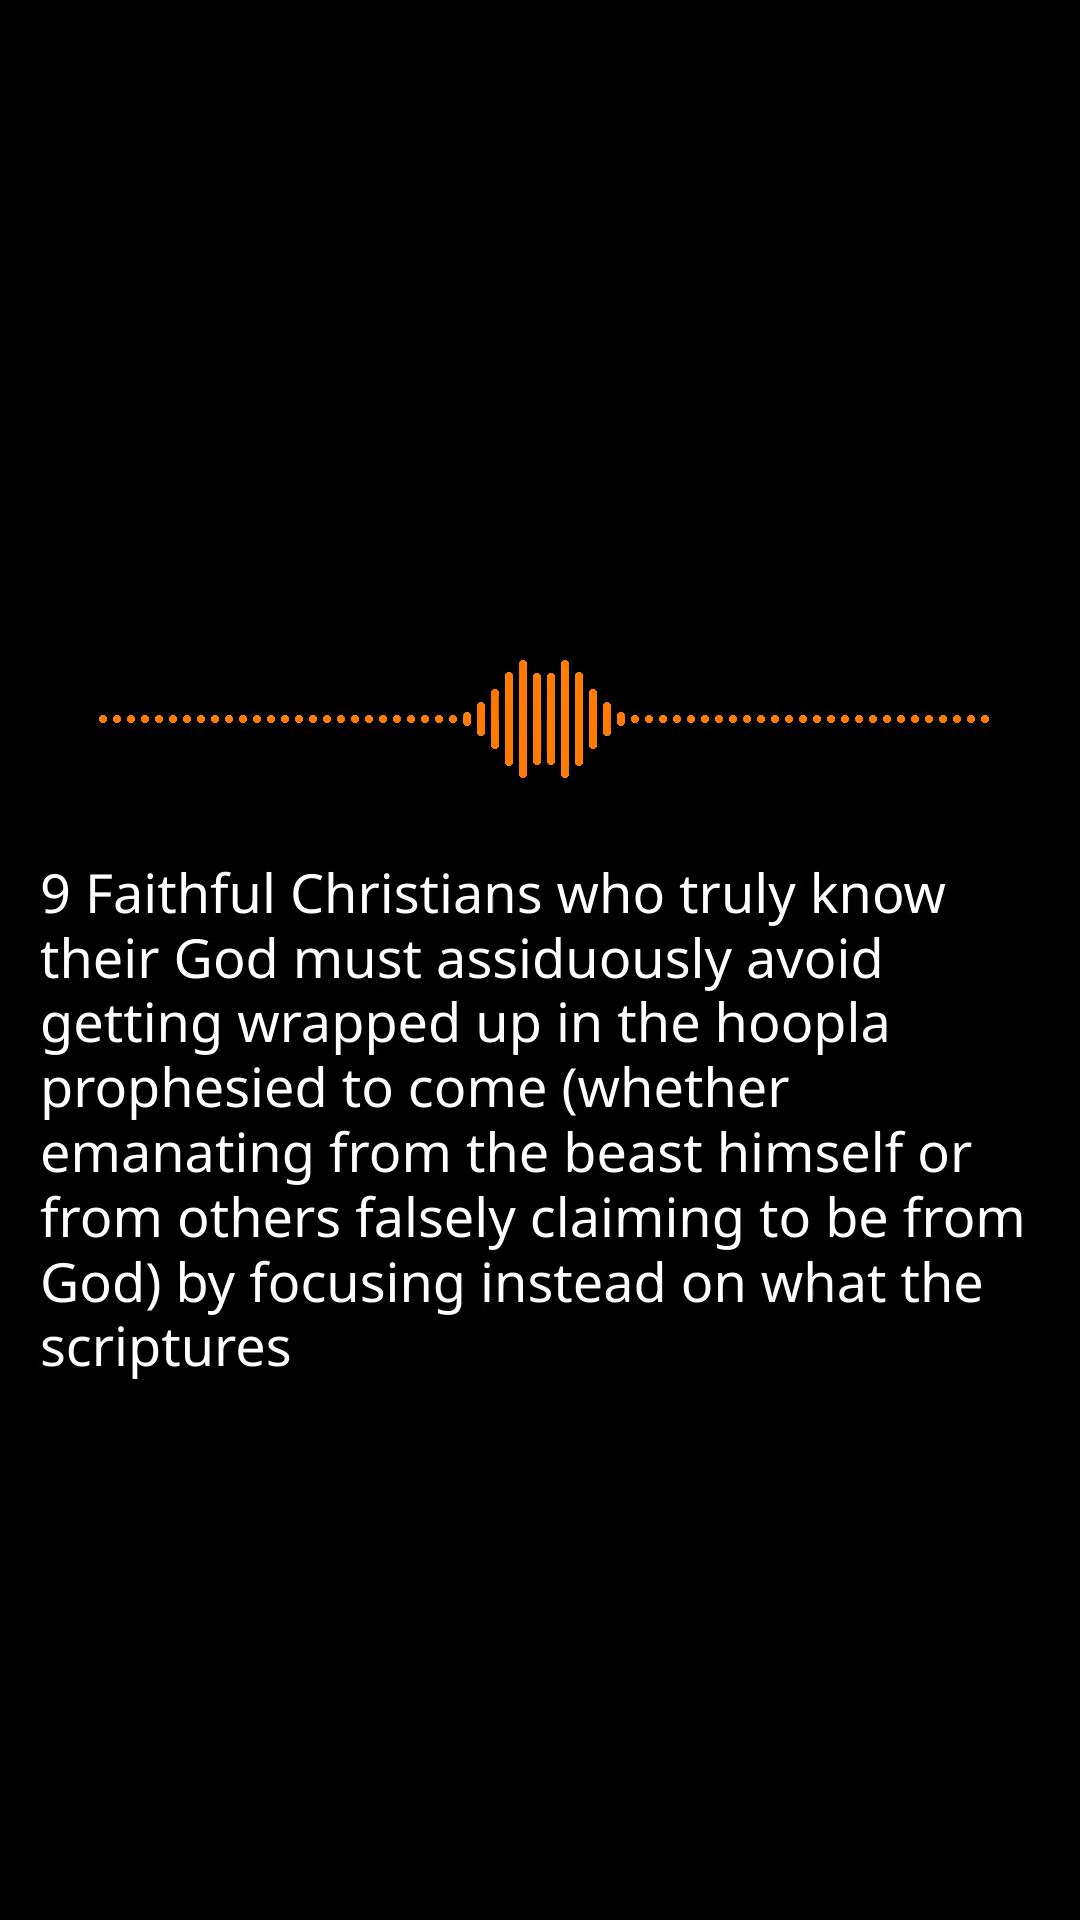 9 Faithful Christians who truly know
their God must assiduously avoid
getting wrapped up in the hoopla
prophesied to come (whether
emanating from the beast himself or
from others falsely claiming to be from
God) by focusing instead on what the
scriptures